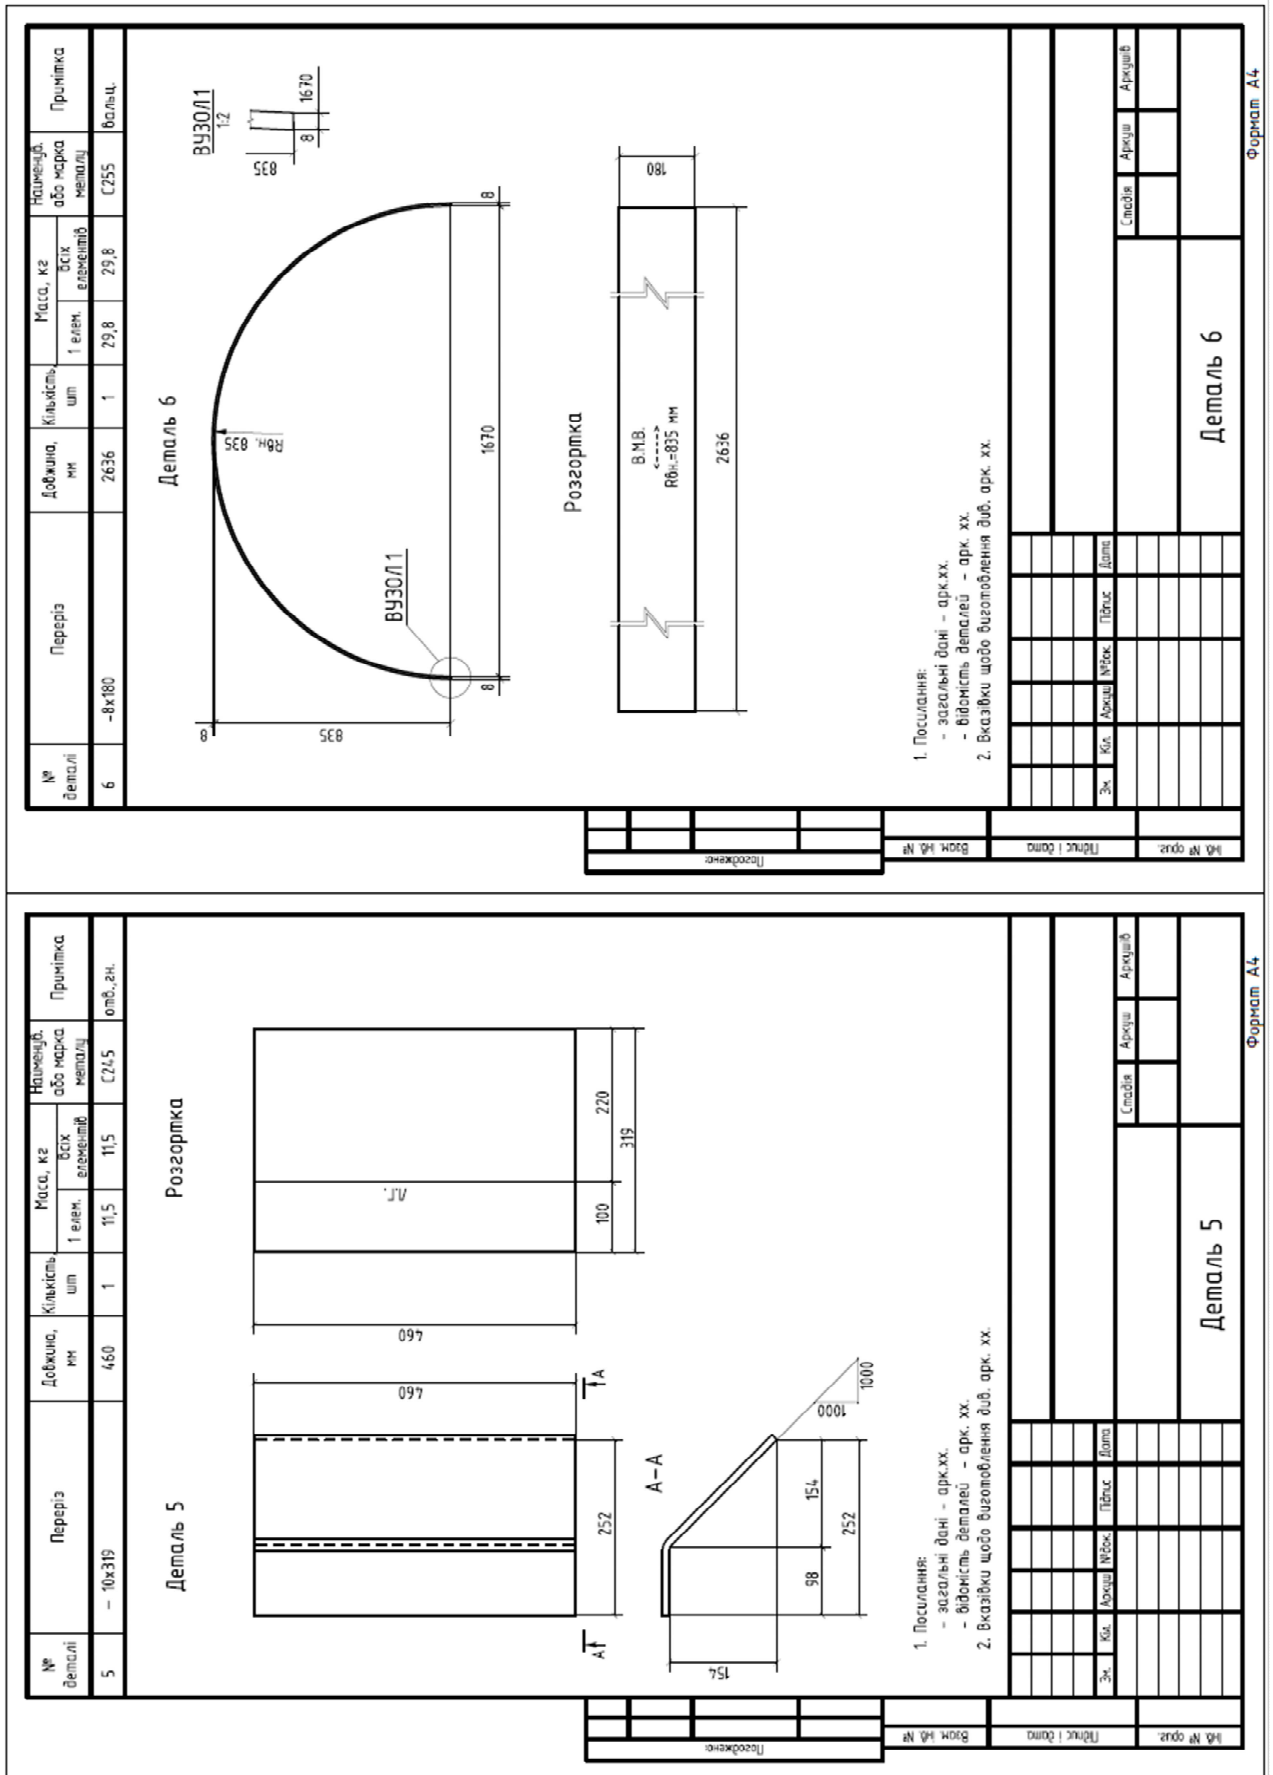 № деталі
Переріз
Довжина, мм
Кількість, шт
Маса, кг
1 елем.
всіх елементів
Найменув. або марка металу
Примітка
5
– 10x319
460
1
11,5
11,5
С245
отв.,гн.
Деталь 5
Розгортка
460
252
А
А
460
Л.Г.
100
220
319
А–А
154
98
154
252
1000
1000
1. Посилання:
- загальні дані – арк.хх.
- відомість деталей – арк. хх.
2. Вказівки щодо виготовлення див. арк. хх.
Погоджено:
Взам. інв. №
Підпис і дата
Інв. № ориг.
Зм.
Кіл.
Аркуш
№док.
Підпис
Дата
Стадія
Аркуш
Аркушів
Деталь 5
Формат А4
№ деталі
Переріз
Довжина, мм
Кількість, шт
Маса, кг
1 елем.
всіх елементів
Найменув. або марка металу
Примітка
6
–8x180
2636
1
29,8
29,8
С255
вальц.
Деталь 6
ВУЗОЛ 1
1:2
835
8
1670
8
835
Rвн. 835
ВУЗОЛ 1
8
1670
8
Розгортка
В.М.В.
<---->
Rвн.=835 мм
180
2636
1. Посилання:
- загальні дані – арк.хх.
- відомість деталей – арк. хх.
2. Вказівки щодо виготовлення див. арк. хх.
Погоджено:
Взам. інв. №
Підпис і дата
Інв. № ориг.
Зм.
Кіл.
Аркуш
№док.
Підпис
Дата
Стадія
Аркуш
Аркушів
Деталь 6
Формат А4